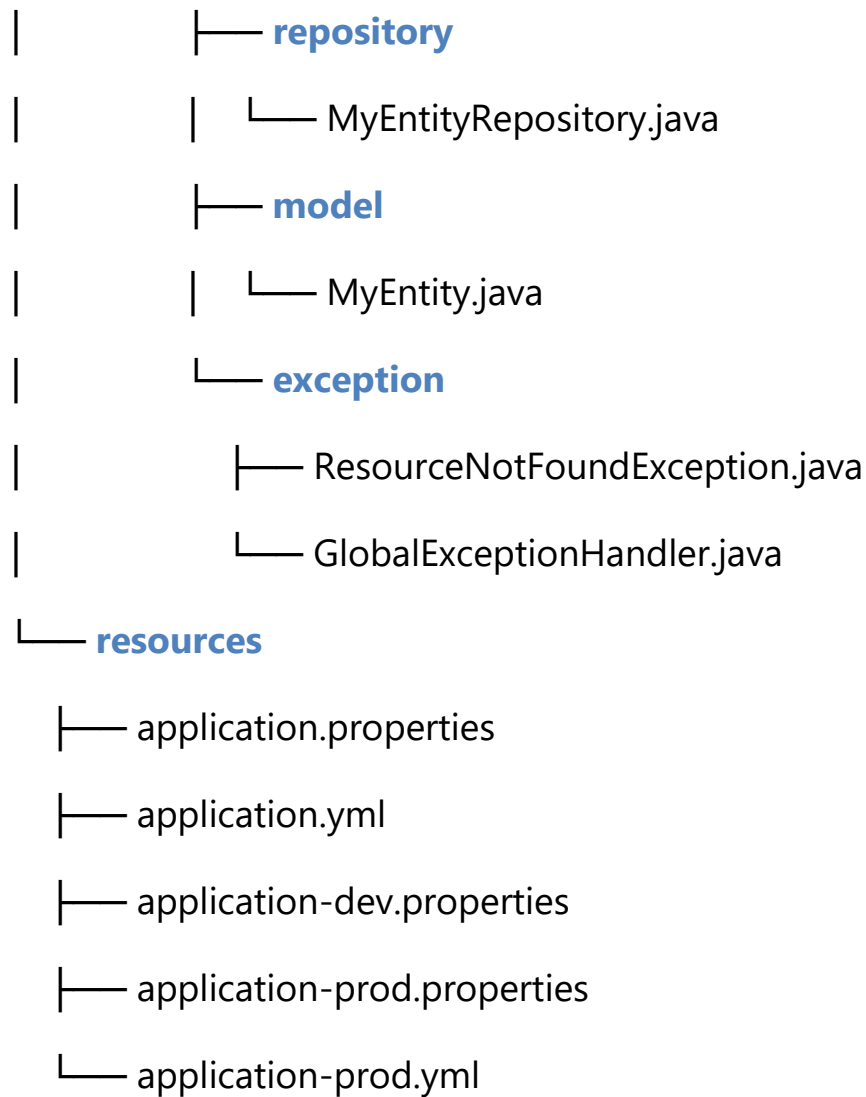 │ ├── repository
│ │ └── MyEntityRepository.java
│ ├── model
│ │ └── MyEntity.java
│ └── exception
│ ├── ResourceNotFoundException.java
│ └── GlobalExceptionHandler.java
└── resources
├── application.properties
├── application.yml
├── application-dev.properties
├── application-prod.properties
└── application-prod.yml